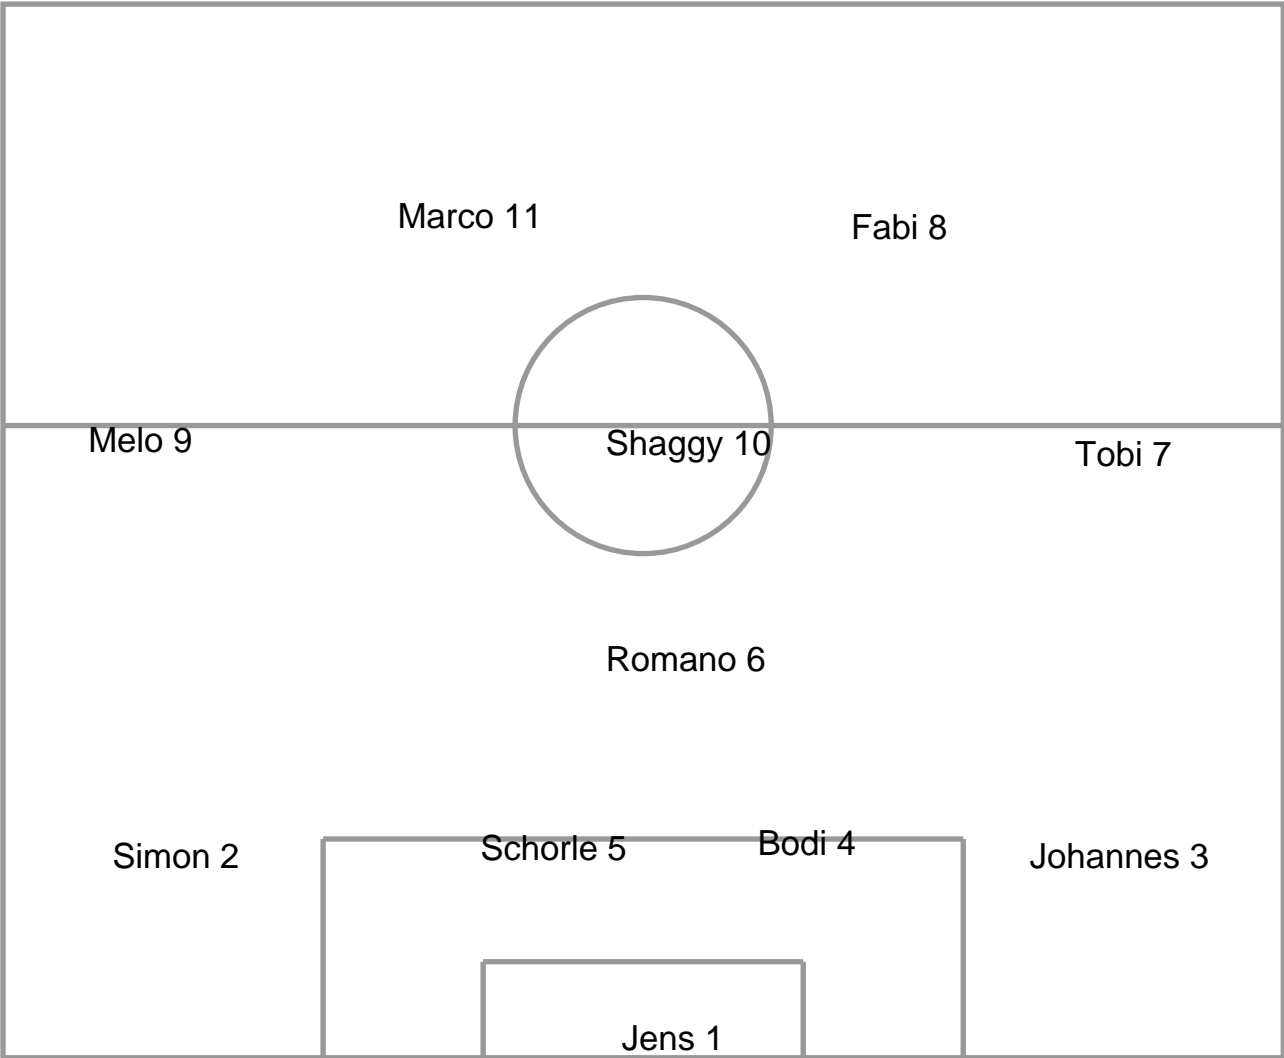 Marco 11
Fabi 8
Melo 9
Shaggy 10
Tobi 7
Romano 6
Simon 2
Schorle 5
Bodi 4
Johannes 3
Jens 1